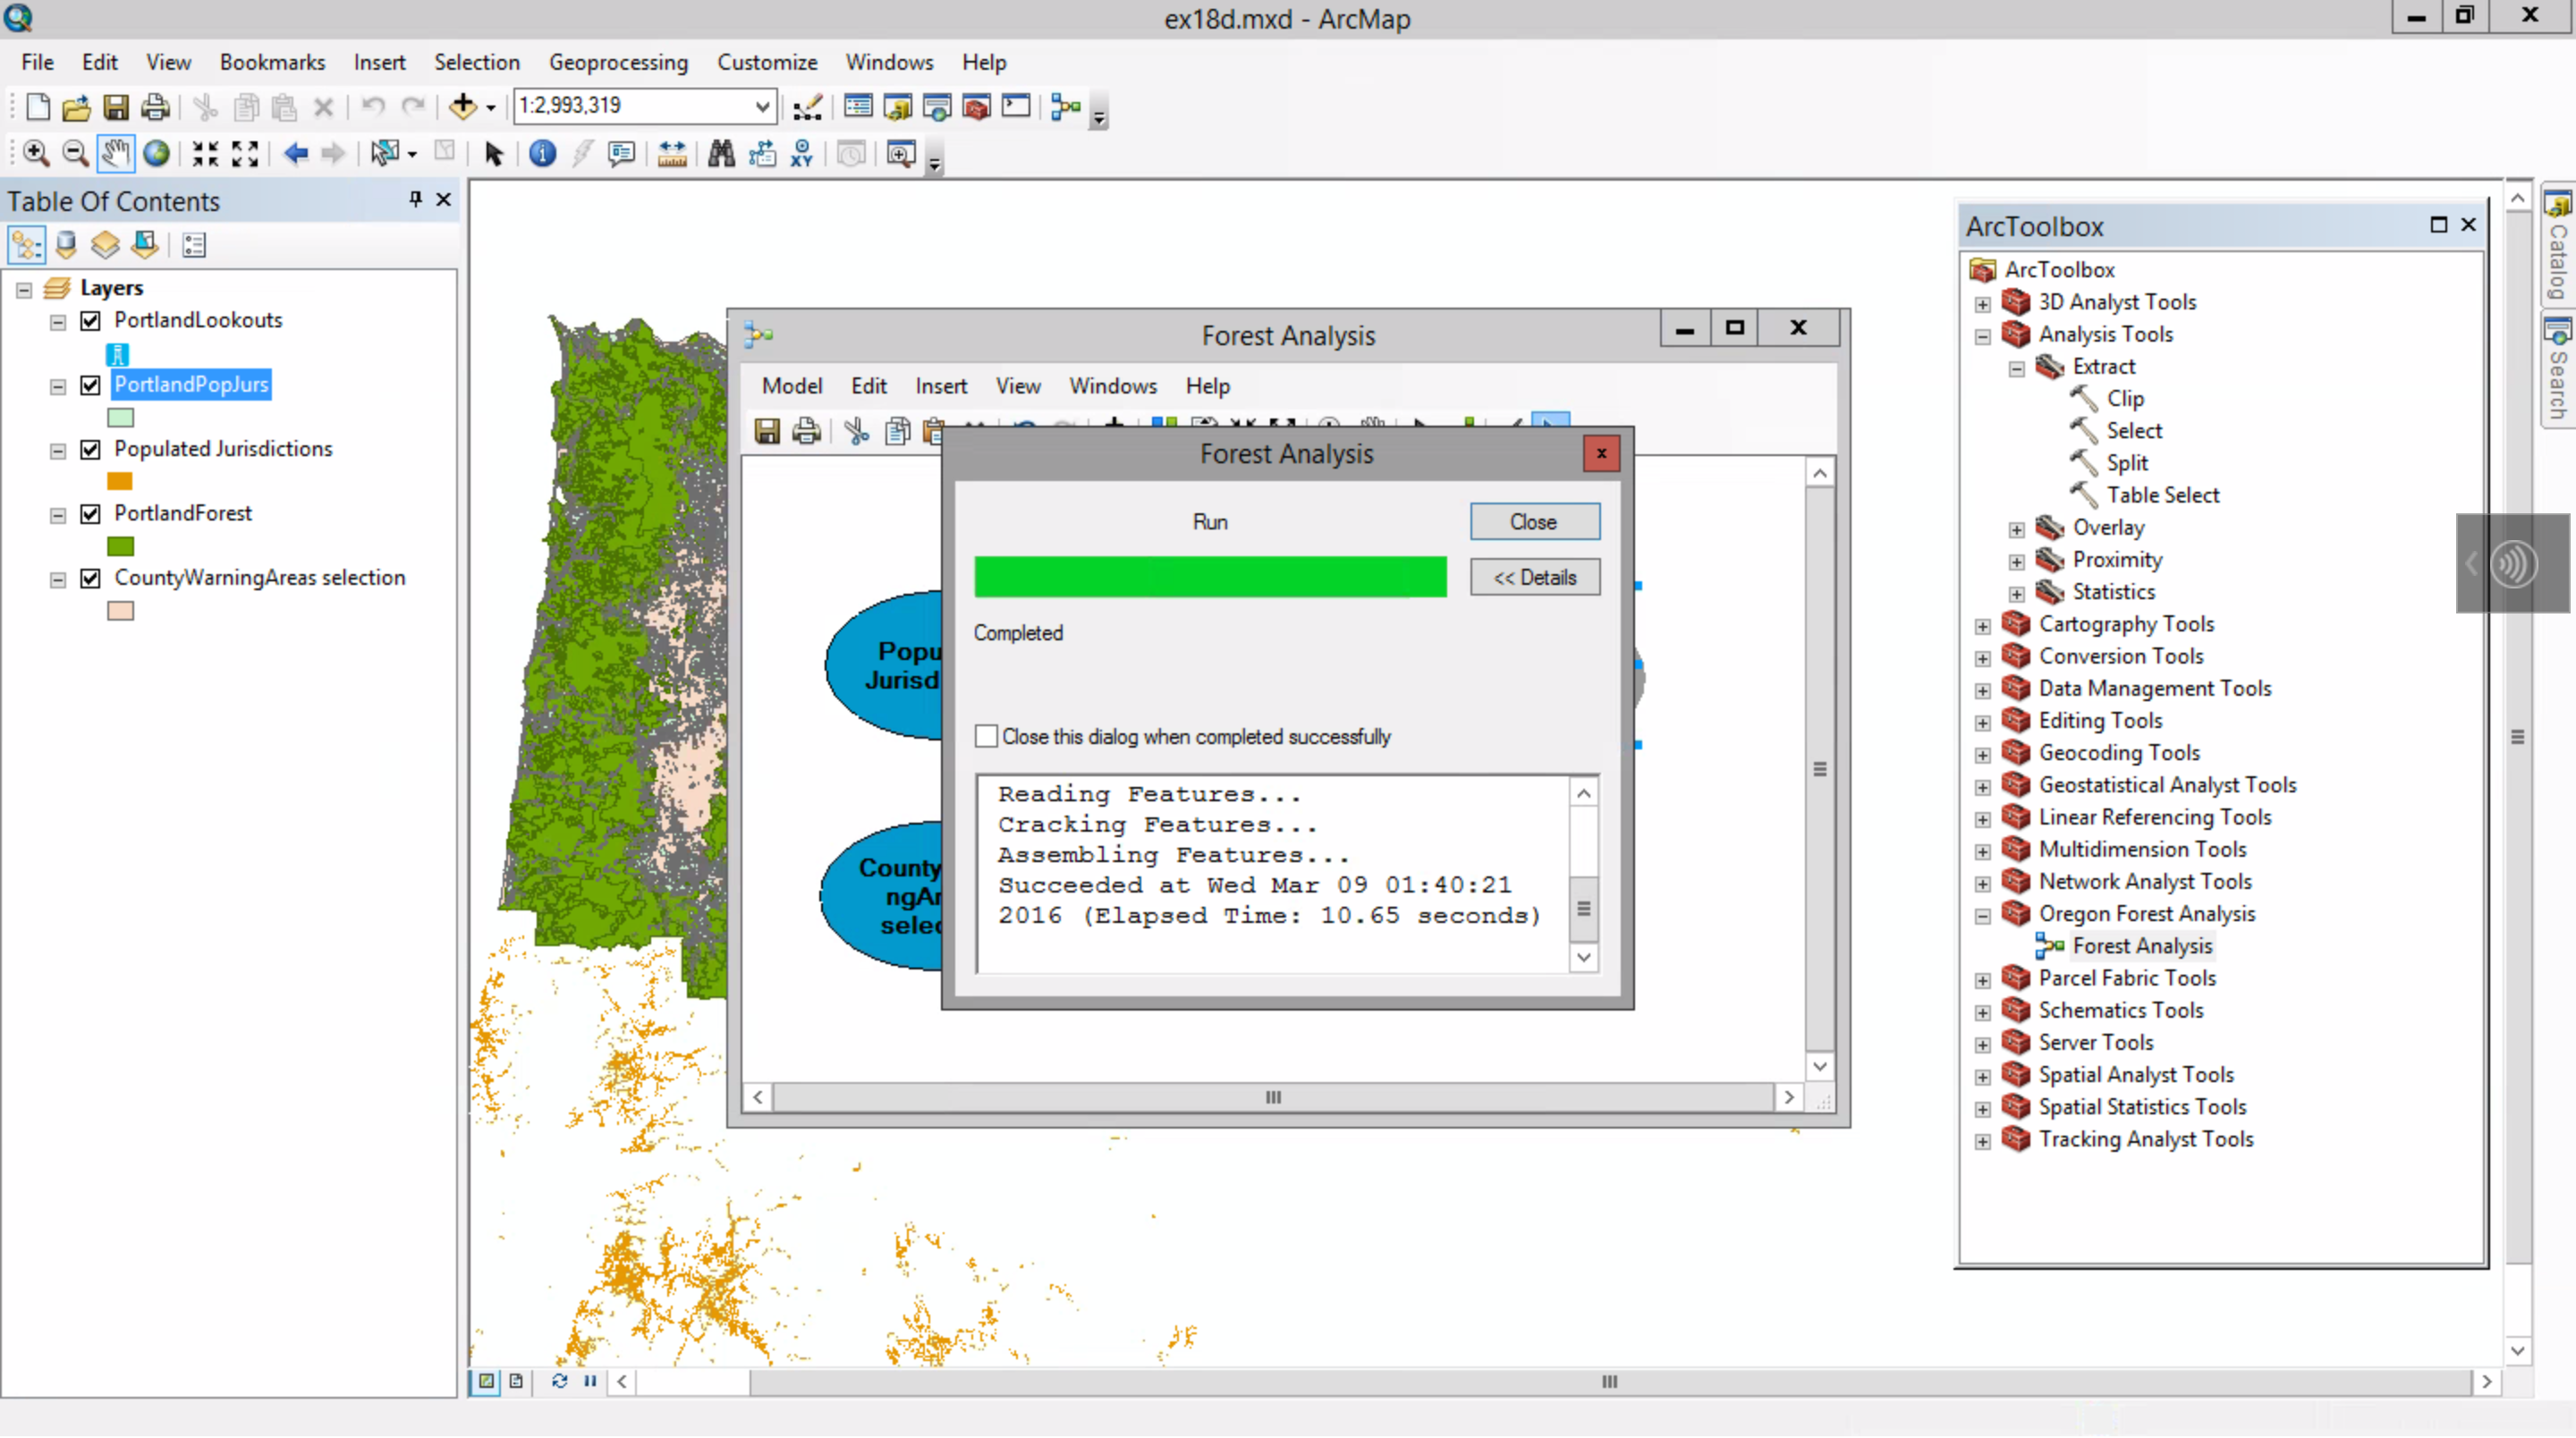 ex18d.mxd - ArcMap
File Edit View Bookmarks Insert Selection Geoprocessing Customize Windows Help
1:2,993,319
XY
Table Of Contents
Layers
PortlandLookouts
PortlandPopJurs
Populated Jurisdictions
PortlandForest
CountyWarningAreas selection
Forest Analysis
Model Edit Insert View Windows Help
Popu
Jurisd
County
ngAr
selec
Forest Analysis
Run
Close
<< Details
Completed
Close this dialog when completed successfully
Reading Features...
Cracking Features...
Assembling Features...
Succeeded at Wed Mar 09 01:40:21
2016 (Elapsed Time: 10.65 seconds)
ArcToolbox
ArcToolbox
3D Analyst Tools
Analysis Tools
Extract
Clip
Select
Split
Table Select
Overlay
Proximity
Statistics
Cartography Tools
Conversion Tools
Data Management Tools
Editing Tools
Geocoding Tools
Geostatistical Analyst Tools
Linear Referencing Tools
Multidimension Tools
Network Analyst Tools
Oregon Forest Analysis
Forest Analysis
Parcel Fabric Tools
Schematics Tools
Server Tools
Spatial Analyst Tools
Spatial Statistics Tools
Tracking Analyst Tools
Catalog
Search